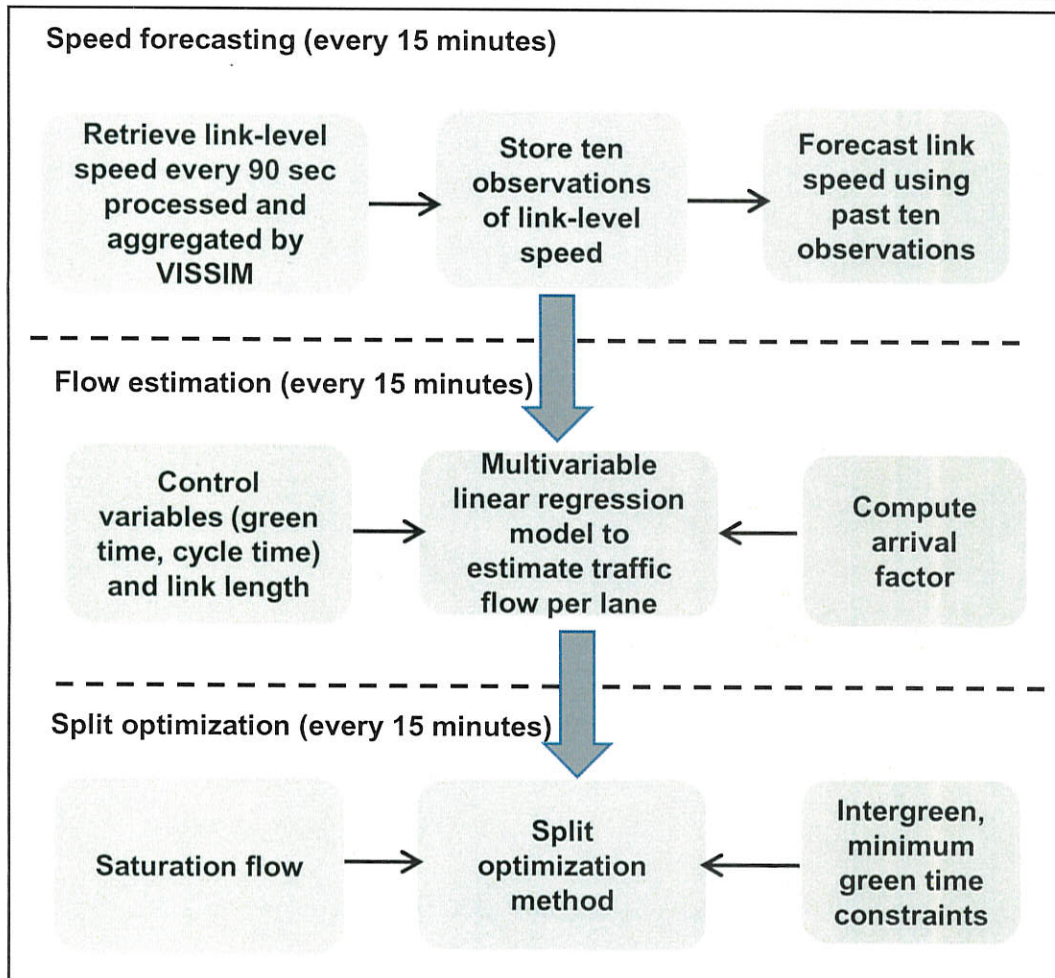 Speed forecasting (every 15 minutes)
Retrieve link-level
speed every 90 sec
processed and
aggregated by
VISSIM
Store ten
observations
of link-level
speed
Forecast link
speed using
past ten
observations
Flow estimation (every 15 minutes)
Control
variables (green
time, cycle time)
and link length
Multivariable
linear regression
model to
estimate traffic
flow per lane
Compute
arrival
factor
Split optimization (every 15 minutes)
Saturation flow
Split
optimization
method
Intergreen,
minimum
green time
constraints